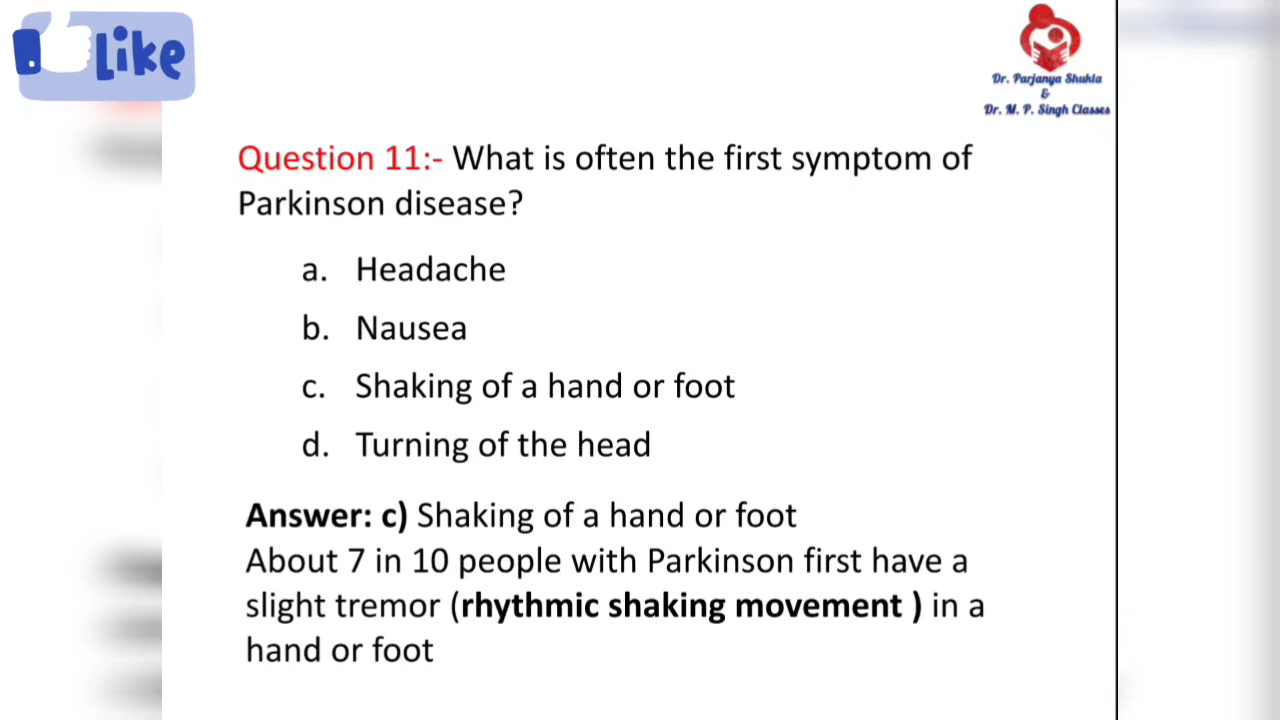 Like
Dr. Parjanya Shukla
&
Dr. M. P. Singh Classes
Question 11:- What is often the first symptom of
Parkinson disease?
a. Headache
b. Nausea
c. Shaking of a hand or foot
d. Turning of the head
Answer: c) Shaking of a hand or foot
About 7 in 10 people with Parkinson first have a
slight tremor (rhythmic shaking movement ) in a
hand or foot